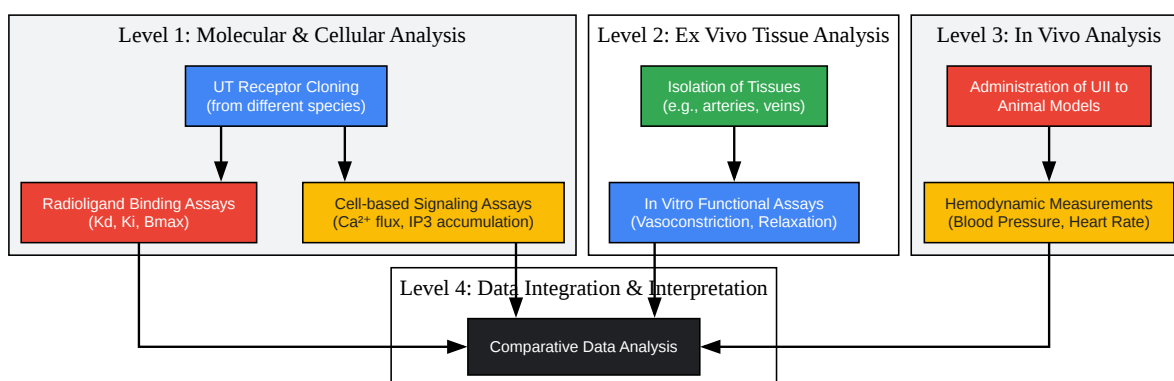 Level 1: Molecular & Cellular Analysis
UT Receptor Cloning
(from different species)
Radioligand Binding Assays
(Kd, Ki, Bmax)
Cell-based Signaling Assays
(Ca²⁺ flux, IP3 accumulation)
Level 2: Ex Vivo Tissue Analysis
Isolation of Tissues
(e.g., arteries, veins)
In Vitro Functional Assays
(Vasoconstriction, Relaxation)
Level 3: In Vivo Analysis
Administration of UII to
Animal Models
Hemodynamic Measurements
(Blood Pressure, Heart Rate)
Level 4: Data Integration & Interpretation
Comparative Data Analysis